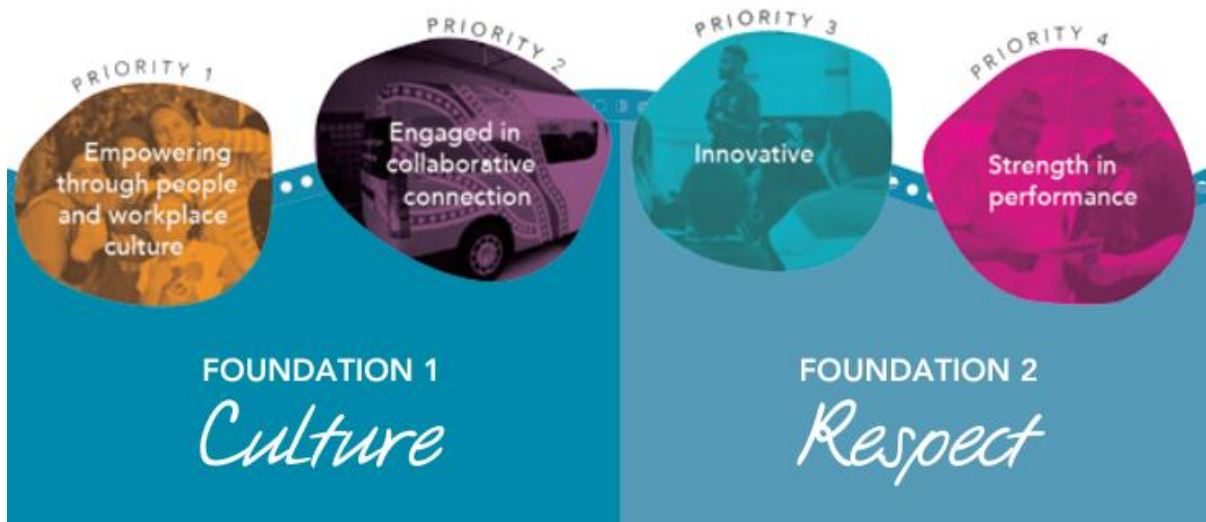 PRIORITY 1
Empowering
through people
and workplace
culture
PRIORITY 2
Engaged in
collaborative
connection
PRIORITY 3
Innovative
PRIORITY 4
Strength in
performance
FOUNDATION 1
Culture
FOUNDATION 2
Respect